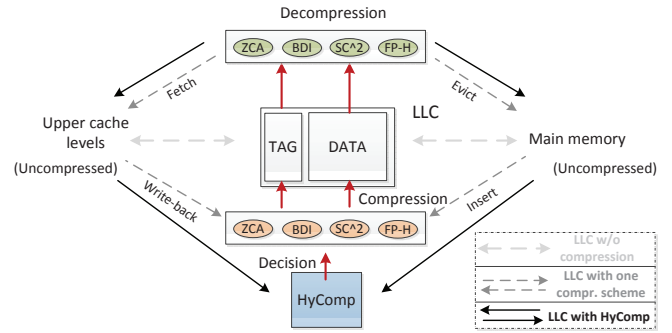 Decompression
ZCA BDI SC^2 FP-H
Fetch
Evict
LLC
Upper cache
levels
(Uncompressed)
TAG
DATA
Main memory
(Uncompressed)
Write-back
Compression
Insert
ZCA BDI SC^2 FP-H
Decision
HyComp
LLC w/o
compression
LLC with one
compr. scheme
LLC with HyComp